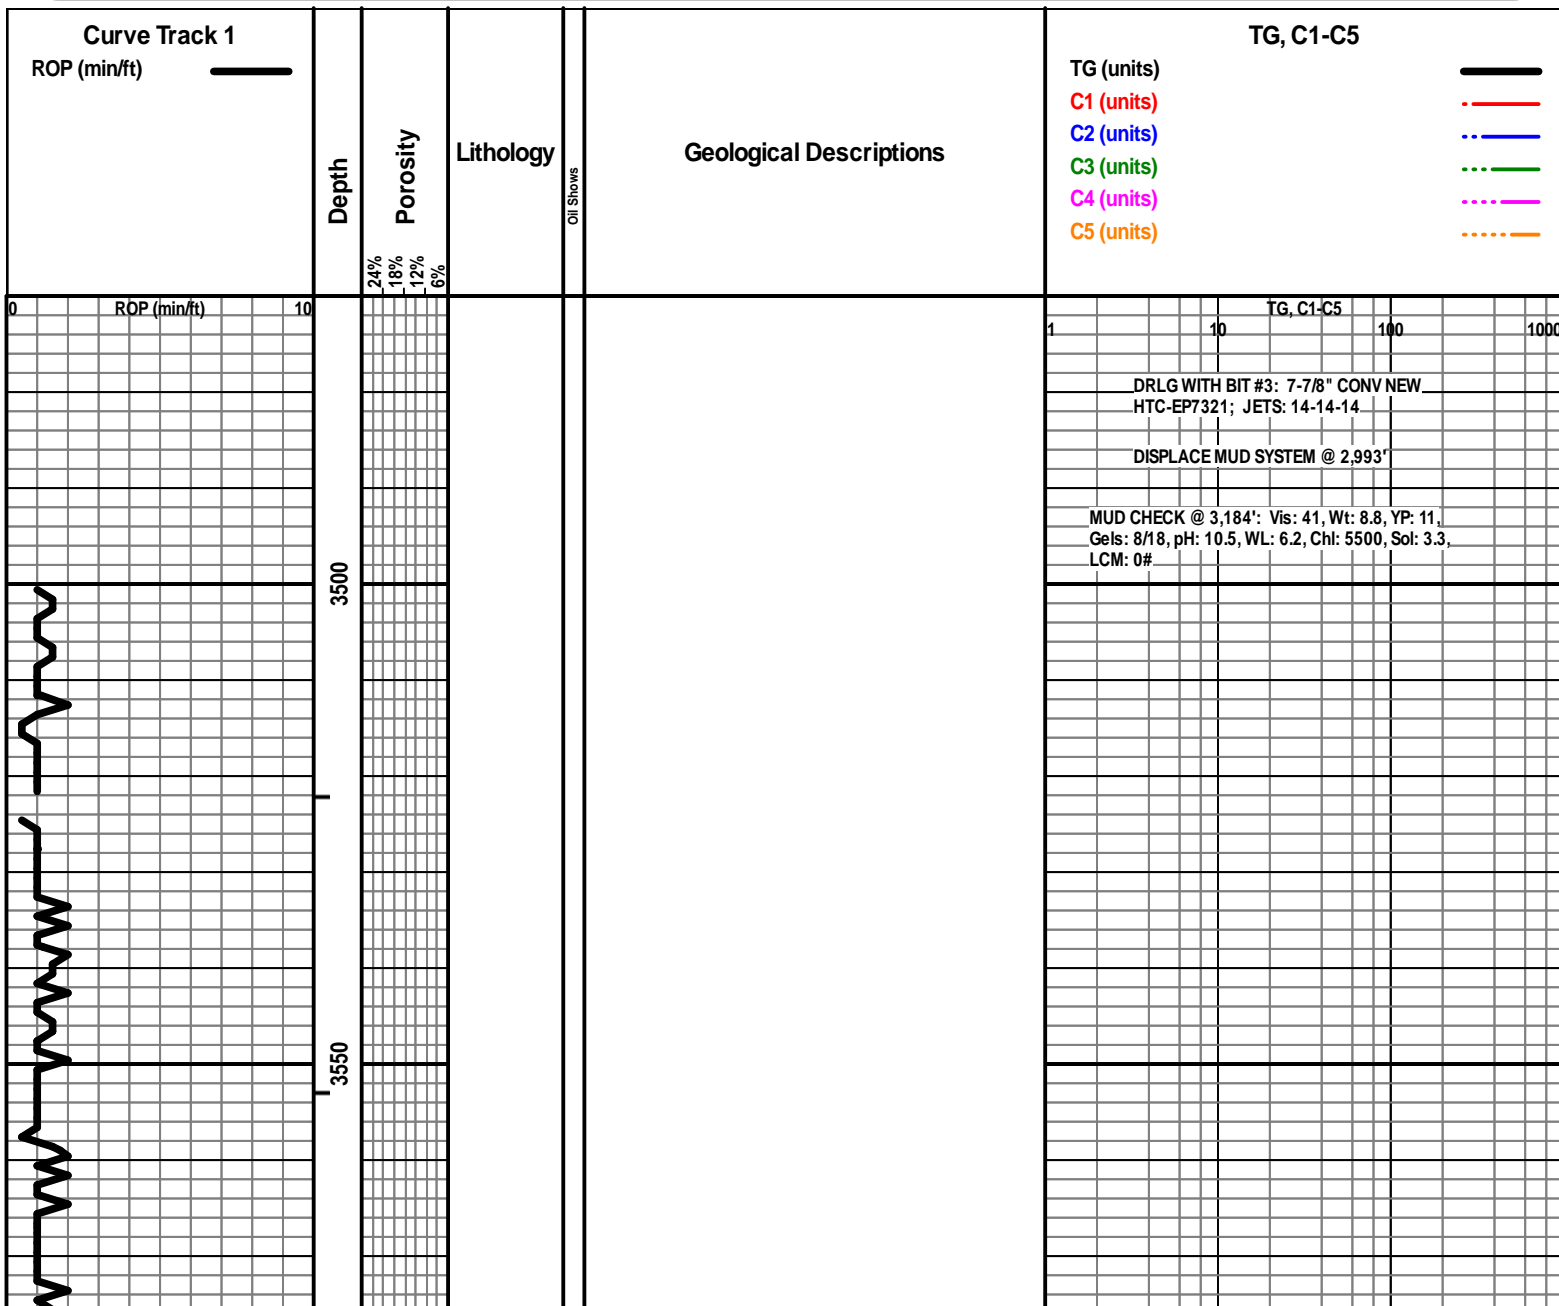 Curve Track 1
ROP (min/ft)
Depth
Porosity
24%
18%
12%
6%
Lithology
Oil Shows
Geological Descriptions
TG, C1-C5
TG (units)
C1 (units)
C2 (units)
C3 (units)
C4 (units)
C5 (units)
0 ROP (min/ft) 10
TG, C1-C5
1 10 100 1000
DRLG WITH BIT #3: 7-7/8" CONV NEW
HTC-EP7321; JETS: 14-14-14
DISPLACE MUD SYSTEM @ 2,993'
MUD CHECK @ 3,184': Vis: 41, Wt: 8.8, YP: 11,
Gels: 8/18, pH: 10.5, WL: 6.2, Chl: 5500, Sol: 3.3,
LCM: 0#
3500
3550